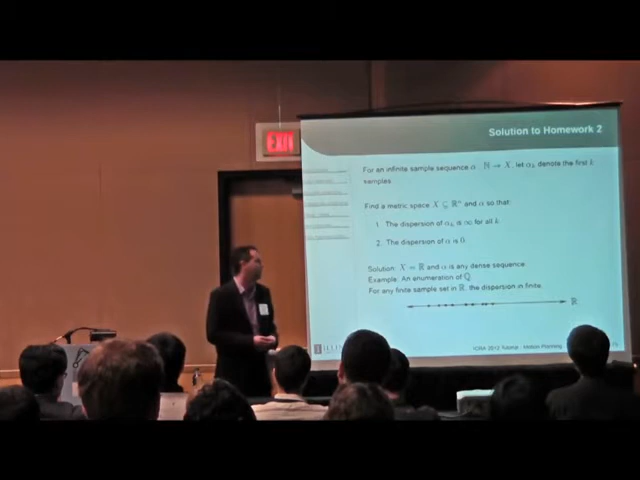 EXIT
Solution to Homework 2
For an infinite sample sequence α : ℕ → X, let αₖ denote the first k
samples.
Find a metric space X ⊆ ℝⁿ and α so that:
1. The dispersion of αₖ is ∞ for all k
2. The dispersion of α is 0
Solution: X = ℝ and α is any dense sequence.
Example: An enumeration of ℚ
For any finite sample set in ℝ, the dispersion in finite.
ℝ
ICRA 2012 Tutorial - Motion Planning